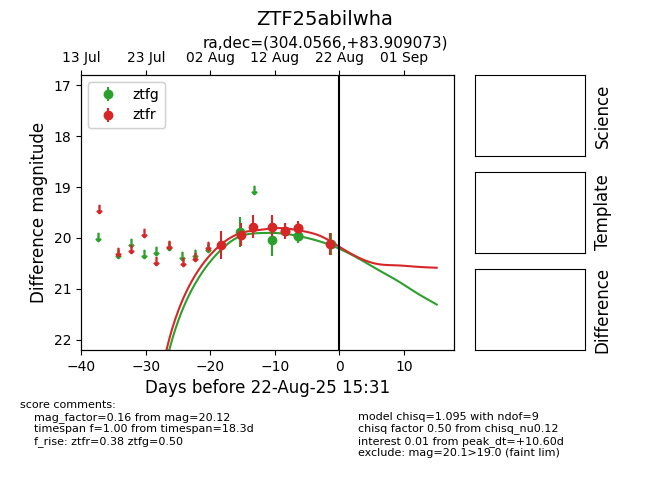 ZTF25abilwha
ra,dec=(304.0566,+83.909073)
13 Jul 23 Jul 02 Aug 12 Aug 22 Aug 01 Sep
ztfg
ztfr
17
18
19
20
21
22
Difference magnitude
−40 −30 −20 −10 0 10
Days before 22-Aug-25 15:31
Science
Template
Difference
score comments:
mag_factor=0.16 from mag=20.12
timespan f=1.00 from timespan=18.3d
f_rise: ztfr=0.38 ztfg=0.50
model chisq=1.095 with ndof=9
chisq factor 0.50 from chisq_nu0.12
interest 0.01 from peak_dt=+10.60d
exclude: mag=20.1>19.0 (faint lim)